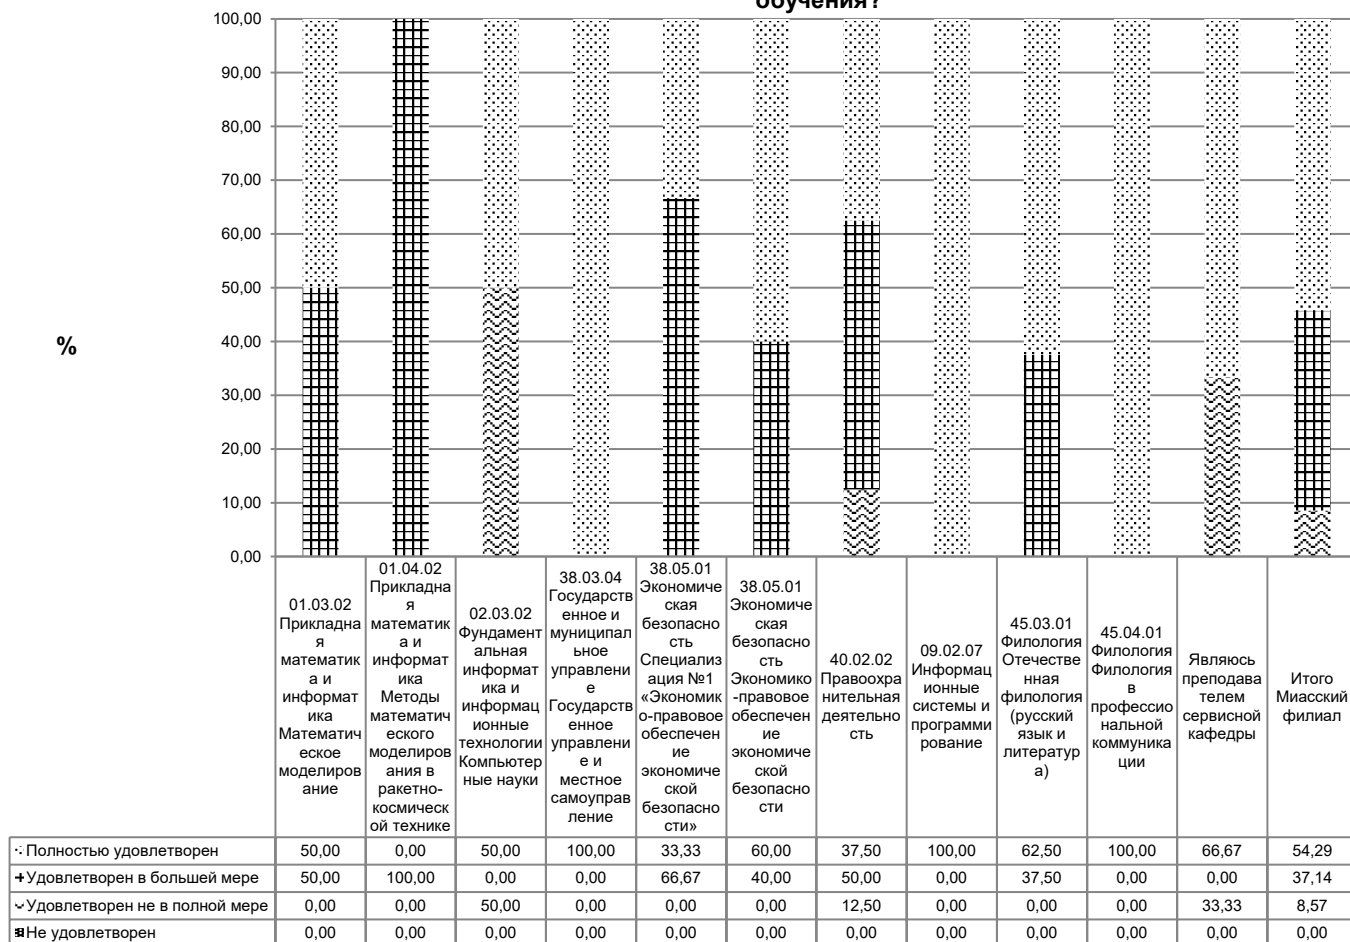 обучения?
100,00
90,00
80,00
70,00
60,00
50,00
40,00
30,00
20,00
10,00
0,00
%
01.03.02
Прикладна
я
математик
а и
информат
ика
Математич
еское
моделиров
ание
01.04.02
Прикладна
я
математик
а и
информат
ика
Методы
математич
еского
моделиров
ания в
ракетно-
космическ
ой технике
02.03.02
Фундамент
альная
информат
ика и
информац
ионные
технологии
Компьютер
ные науки
38.03.04
Государств
енное и
муниципал
ьное
управлени
е
Государств
енное
управлени
е и
местное
самоуправ
ление
38.05.01
Экономиче
ская
безопасно
сть
Специализ
ация №1
«Экономик
о-правовое
обеспечен
ие
экономиче
ской
безопасно
сти»
38.05.01
Экономиче
ская
безопасно
сть
Экономико
-правовое
обеспечен
ие
экономиче
ской
безопасно
сти
40.02.02
Правоохра
нительная
деятельно
сть
09.02.07
Информац
ионные
системы и
программи
рование
45.03.01
Филология
Отечестве
нная
филология
(русский
язык и
литератур
а)
45.04.01
Филология
Филология
в
профессио
нальной
коммуника
ции
Являюсь
преподава
телем
сервисной
кафедры
Итого
Миасский
филиал
Полностью удовлетворен 50,00 0,00 50,00 100,00 33,33 60,00 37,50 100,00 62,50 100,00 66,67 54,29
Удовлетворен в большей мере 50,00 100,00 0,00 0,00 66,67 40,00 50,00 0,00 37,50 0,00 0,00 37,14
Удовлетворен не в полной мере 0,00 0,00 50,00 0,00 0,00 0,00 12,50 0,00 0,00 0,00 33,33 8,57
Не удовлетворен 0,00 0,00 0,00 0,00 0,00 0,00 0,00 0,00 0,00 0,00 0,00 0,00